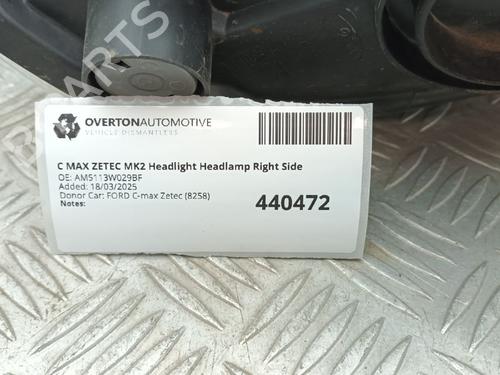 PARTS
OVERTONAUTOMOTIVE
VEHICLE DISMANTLERS
C MAX ZETEC MK2 Headlight Headlamp Right Side
OE: AM5113W029BF
Added: 18/03/2025
Donor Car: FORD C-max Zetec (8258)
Notes:
440472